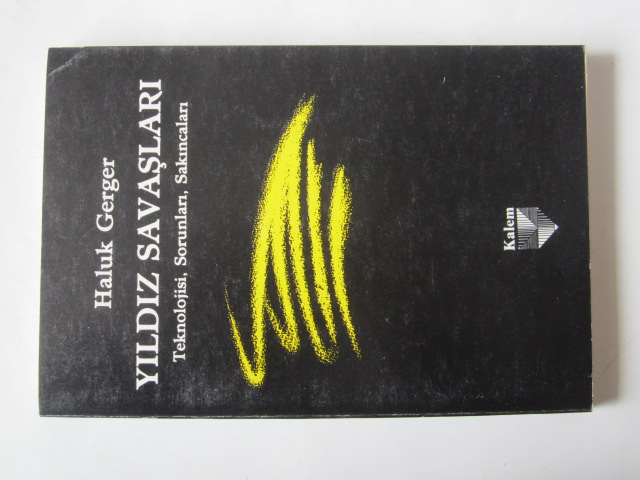 Haluk Gerger
YILDIZ SAVAŞLARI
Teknolojisi, Sorunları, Sakıncaları
Kalem